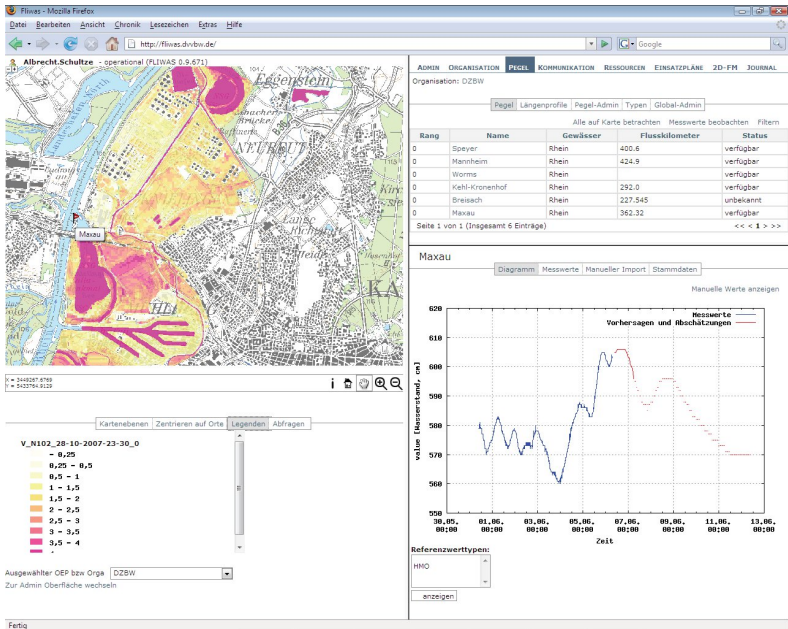 Fliwas - Mozilla Firefox
Datei Bearbeiten Ansicht Chronik Lesezeichen Extras Hilfe
http://fliwas.dvvbw.de/
Google
Albrecht.Schultze - operational (FLIWAS 0.9.671)
Eggenstein
NEUREUT
Maxau
X = 3448267.6768
Y = 5433764.9129
Kartenebenen Zentrieren auf Orte Legenden Abfragen
V_N102_28-10-2007-23-30_0
- 0,25
0,25 - 0,5
0,5 - 1
1 - 1,5
1,5 - 2
2 - 2,5
2,5 - 3
3 - 3,5
3,5 - 4
Ausgewählter OEP bzw Orga DZBW
Zur Admin Oberfläche wechseln
ADMIN ORGANISATION PEGEL KOMMUNIKATION RESSOURCEN EINSATZPLÄNE 2D-FM JOURNAL
Organisation: DZBW
Pegel Längenprofile Pegel-Admin Typen Global-Admin
Alle auf Karte betrachten Messwerte beobachten Filtern
Rang Name Gewässer Flusskilometer Status
0 Speyer Rhein 400.6 verfügbar
0 Mannheim Rhein 424.9 verfügbar
0 Worms Rhein verfügbar
0 Kehl-Kronenhof Rhein 292.0 verfügbar
0 Breisach Rhein 227.545 unbekannt
0 Maxau Rhein 362.32 verfügbar
Seite 1 von 1 (Insgesamt 6 Einträge) << < 1 > >>
Maxau
Diagramm Messwerte Manueller Import Stammdaten
Manuelle Werte anzeigen
Messwerte
Vorhersagen und Abschätzungen
value [Wasserstand, cm]
620
610
600
590
580
570
560
550
30.05. 01.06. 03.06. 05.06. 07.06. 09.06. 11.06. 13.06.
00:00 00:00 00:00 00:00 00:00 00:00 00:00 00:00
Zeit
Referenzwerttypen:
HMO
anzeigen
Fertig